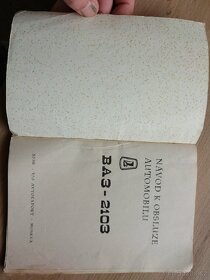 NÁVOD K OBSLUZE
AUTOMOBILU
ВАЗ-2103